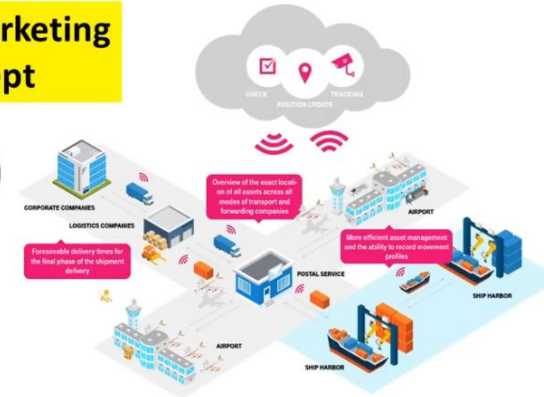 rketing
pt
CHECK
TRACKING
POSITION UPDATE
CORPORATE COMPANIES
LOGISTICS COMPANIES
Overview of the exact locati-
on of all assets across all
modes of transport and
forwarding companies
AIRPORT
Foreseeable delivery times for
the final phase of the shipment
delivery
More efficient asset management
and the ability to record movement
profiles
POSTAL SERVICE
SHIP HARBOR
AIRPORT
SHIP HARBOR